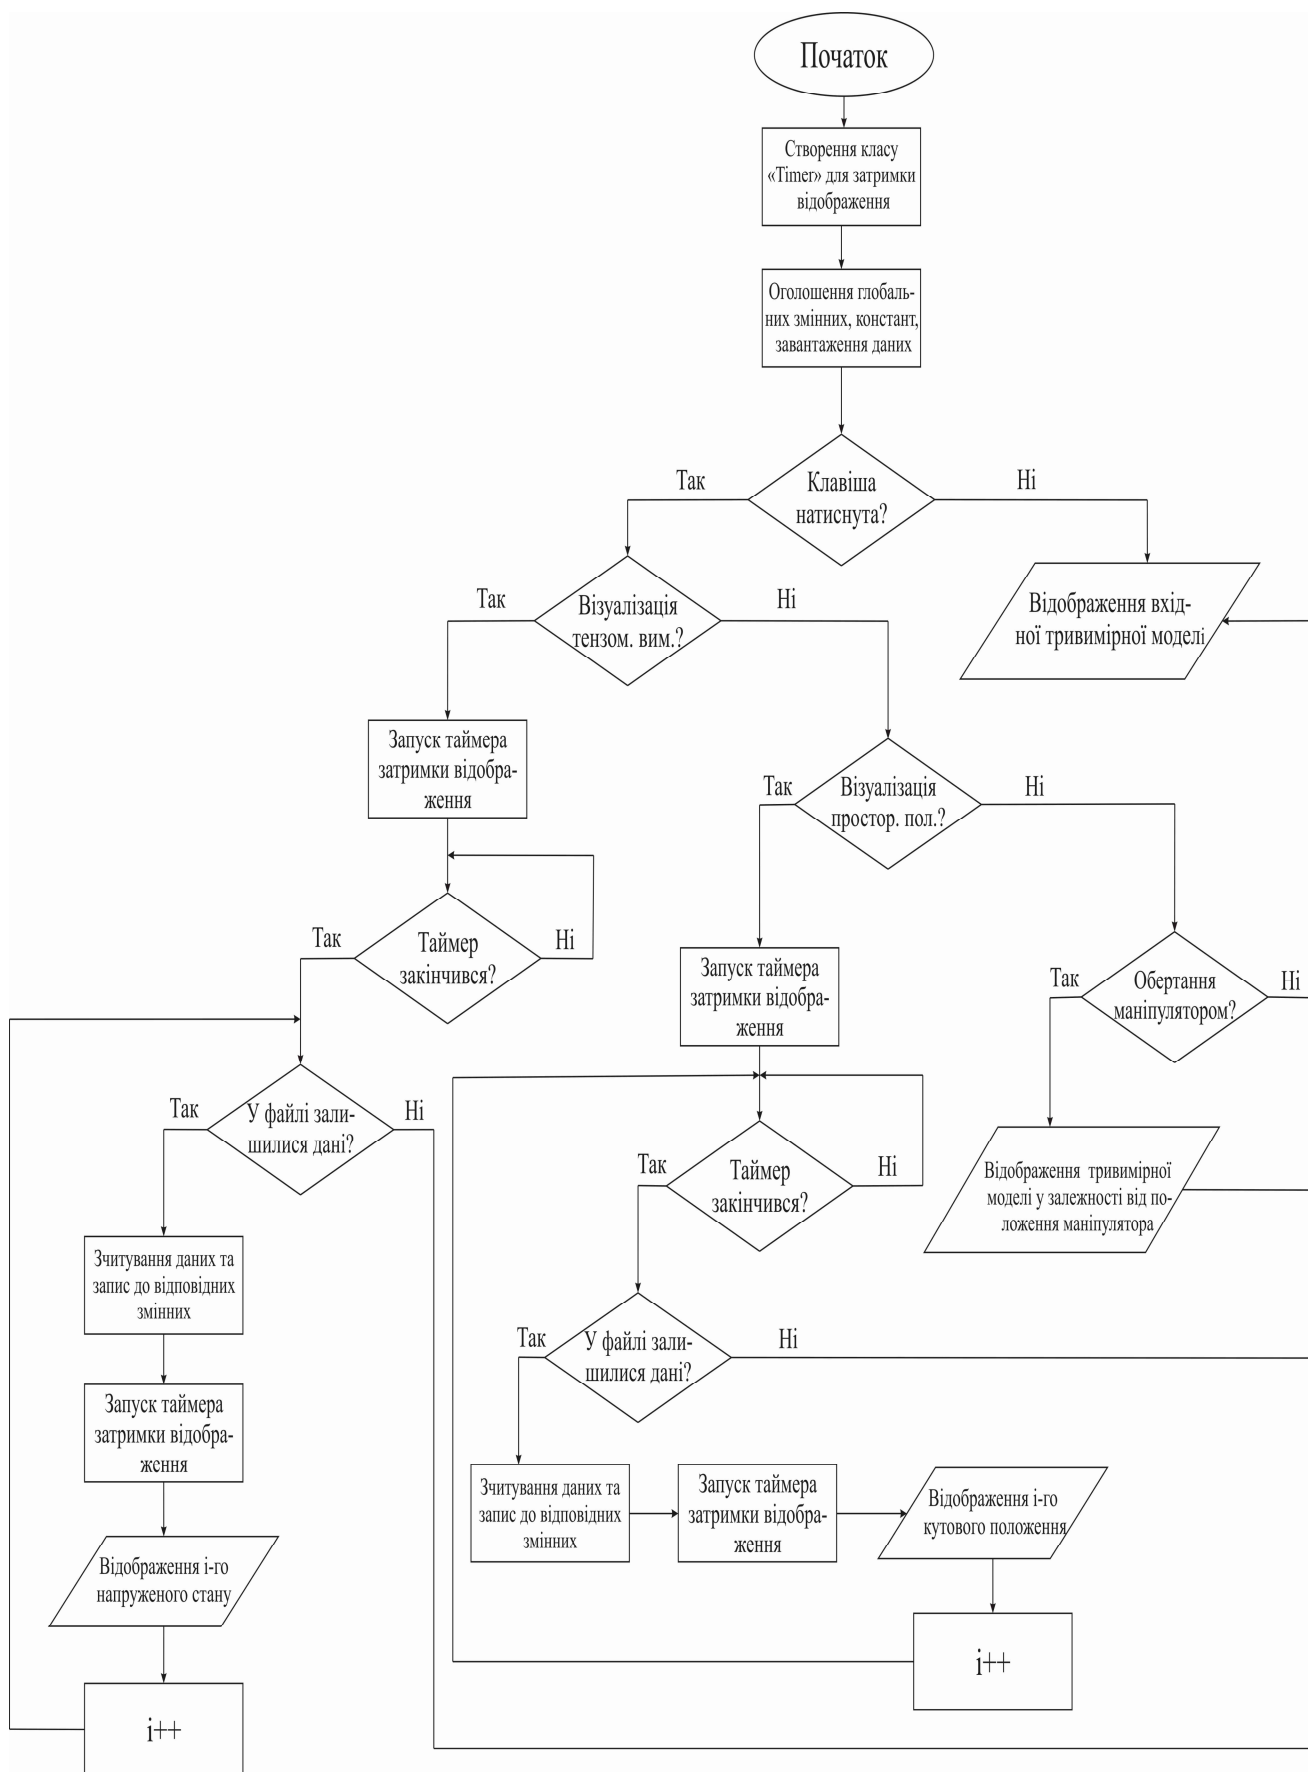 Початок
Створення класу
«Timer» для затримки
відображення
Оголошення глобаль-
них змінних, констант,
завантаження даних
Клавіша
натиснута?
Так
Ні
Візуалізація
тензом. вим.?
Так
Ні
Відображення вхід-
ної тривимірної моделі
Запуск таймера
затримки відобра-
ження
Візуалізація
простор. пол.?
Так
Ні
Таймер
закінчився?
Так
Ні
Запуск таймера
затримки відобра-
ження
Обертання
маніпулятором?
Так
Ні
У файлі зали-
шилися дані?
Так
Ні
Таймер
закінчився?
Так
Ні
Відображення тривимірної
моделі у залежності від по-
ложення маніпулятора
Зчитування даних та
запис до відповідних
змінних
У файлі зали-
шилися дані?
Так
Ні
Запуск таймера
затримки відобра-
ження
Зчитування даних та
запис до відповідних
змінних
Запуск таймера
затримки відобра-
ження
Відображення і-го
кутового положення
Відображення і-го
напруженого стану
і++
і++